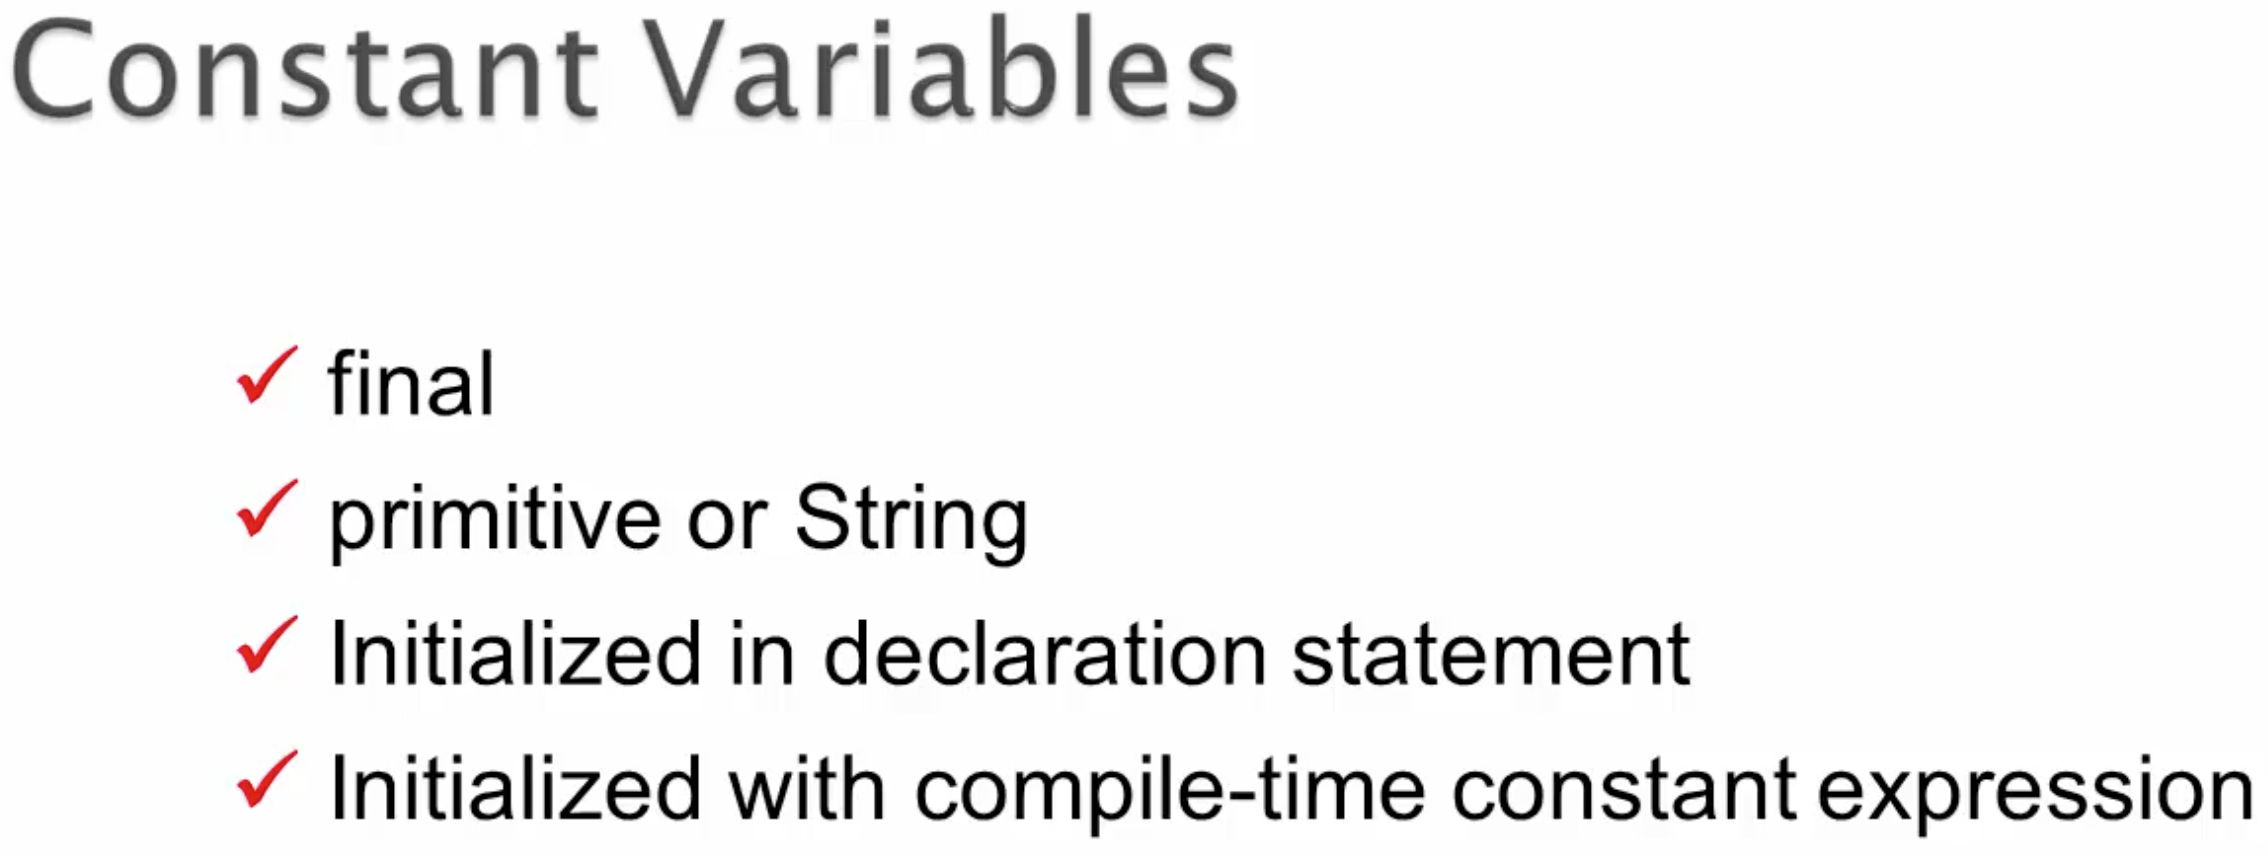 Constant Variables
✓ final
✓ primitive or String
✓ Initialized in declaration statement
✓ Initialized with compile-time constant expression